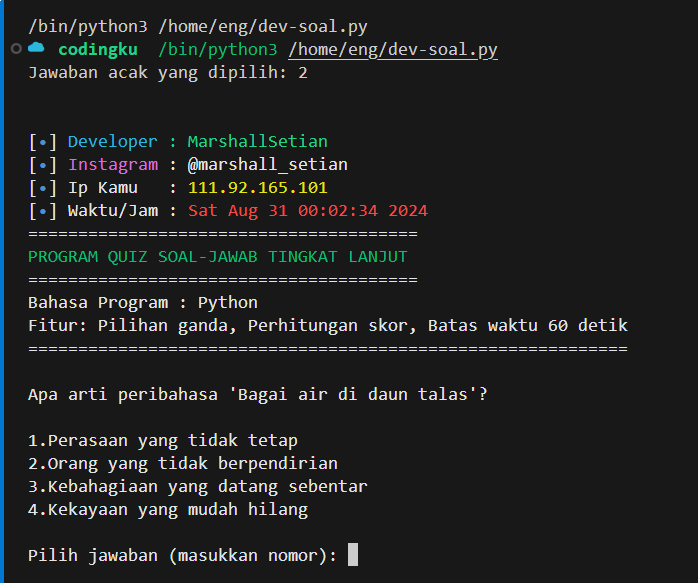 /bin/python3 /home/eng/dev-soal.py
codingku /bin/python3 /home/eng/dev-soal.py
Jawaban acak yang dipilih: 2
[•] Developer : MarshallSetian
[•] Instagram : @marshall_setian
[•] Ip Kamu   : 111.92.165.101
[•] Waktu/Jam : Sat Aug 31 00:02:34 2024
=======================================
PROGRAM QUIZ SOAL-JAWAB TINGKAT LANJUT
=======================================
Bahasa Program : Python
Fitur: Pilihan ganda, Perhitungan skor, Batas waktu 60 detik
============================================================
Apa arti peribahasa 'Bagai air di daun talas'?
1.Perasaan yang tidak tetap
2.Orang yang tidak berpendirian
3.Kebahagiaan yang datang sebentar
4.Kekayaan yang mudah hilang
Pilih jawaban (masukkan nomor):